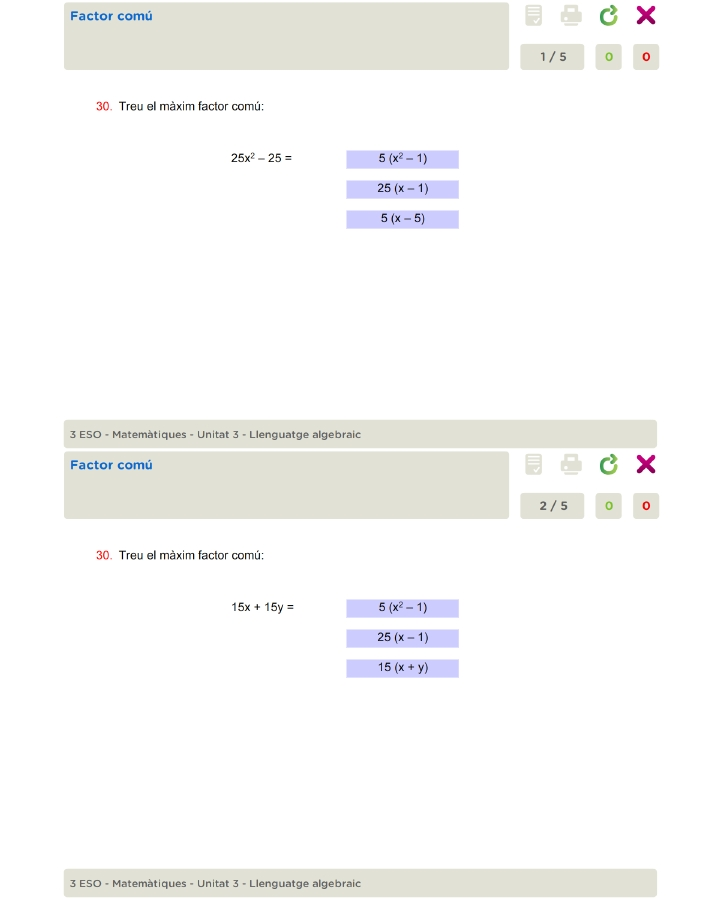 Factor comú
1 / 5
0
0
30. Treu el màxim factor comú:
25x² – 25 =
5 (x² – 1)
25 (x – 1)
5 (x – 5)
3 ESO - Matemàtiques - Unitat 3 - Llenguatge algebraic
Factor comú
2 / 5
0
0
30. Treu el màxim factor comú:
15x + 15y =
5 (x² – 1)
25 (x – 1)
15 (x + y)
3 ESO - Matemàtiques - Unitat 3 - Llenguatge algebraic